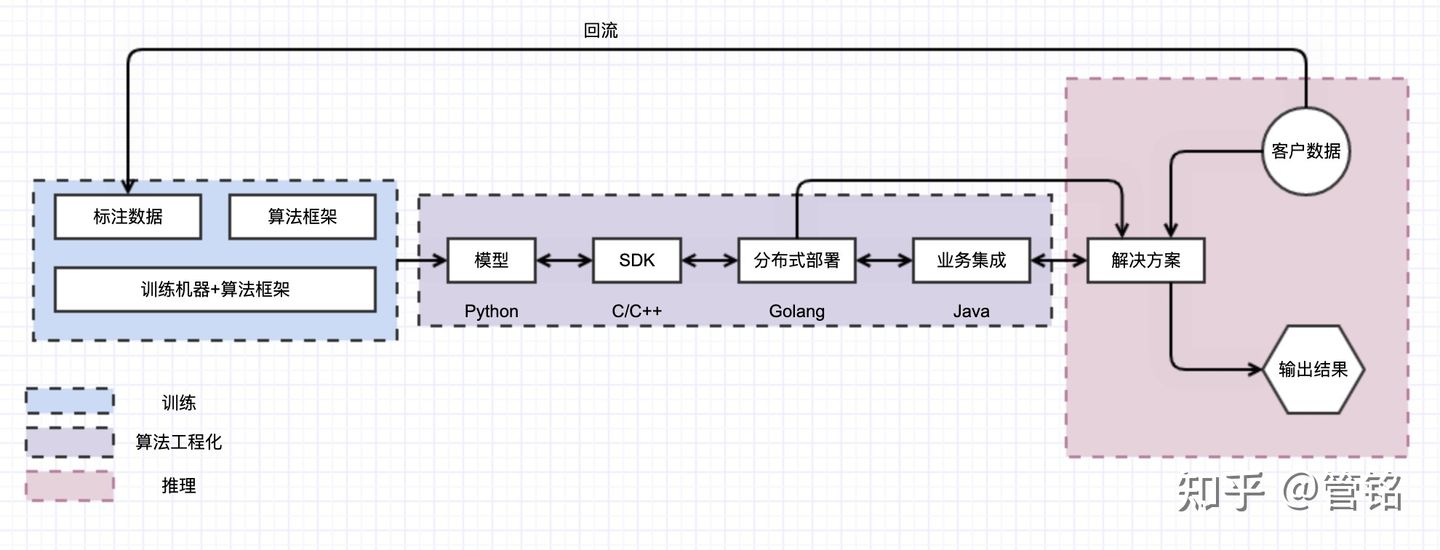 回流
客户数据
标注数据
算法框架
训练机器+算法框架
模型
SDK
分布式部署
业务集成
解决方案
Python
C/C++
Golang
Java
输出结果
训练
算法工程化
推理
知乎 @管铭